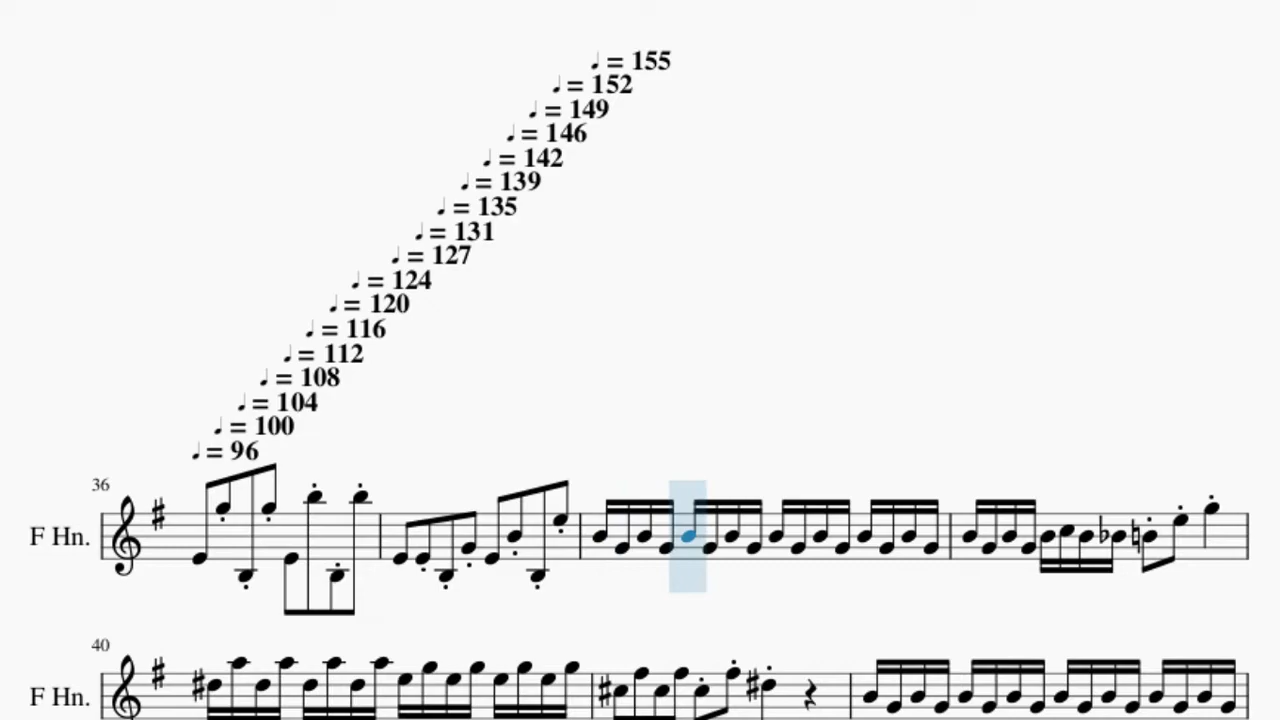 ♩ = 155
♩ = 152
♩ = 149
♩ = 146
♩ = 142
♩ = 139
♩ = 135
♩ = 131
♩ = 127
♩ = 124
♩ = 120
♩ = 116
♩ = 112
♩ = 108
♩ = 104
♩ = 100
♩ = 96
36
F Hn.
40
F Hn.